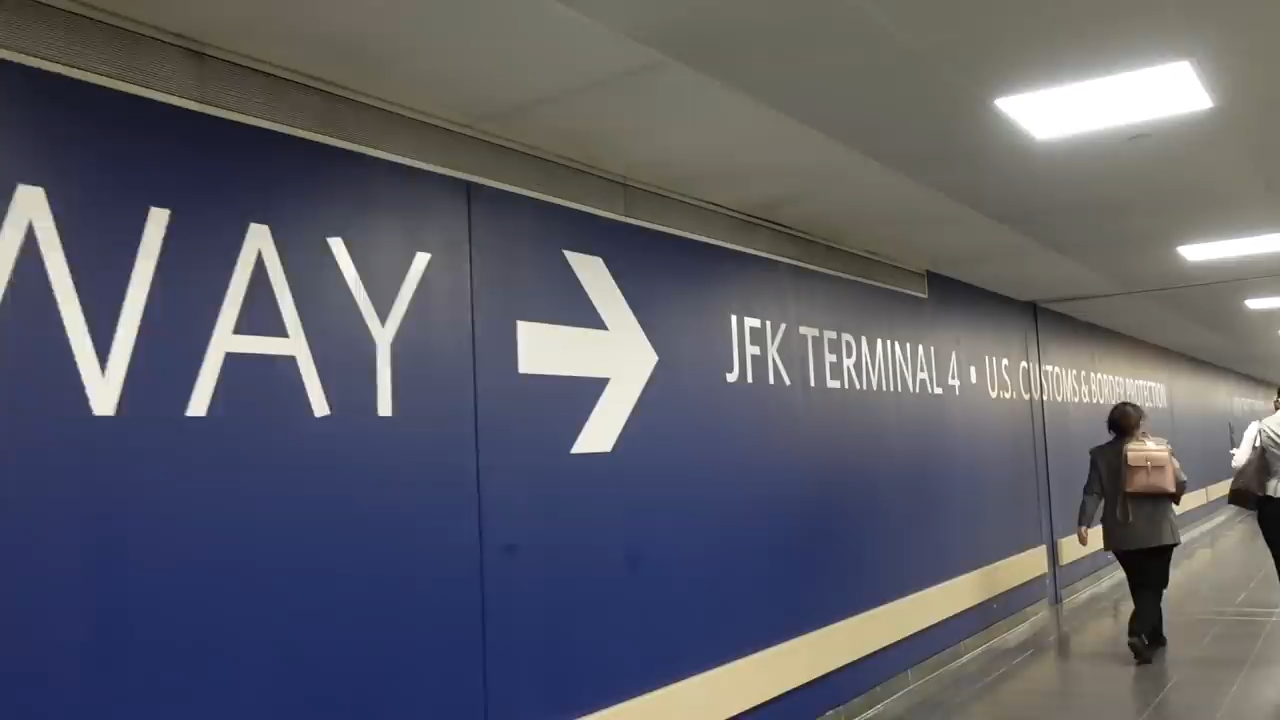 WAY → JFK TERMINAL 4 • U.S. CUSTOMS & BORDER PROTECTION